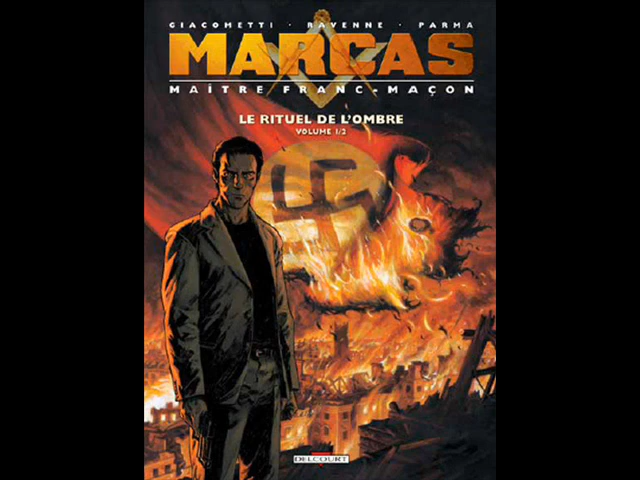 GIACOMETTI · RAVENNE · PARMA
MARCAS
MAÎTRE FRANC-MAÇON
LE RITUEL DE L'OMBRE
VOLUME 1/2
DELCOURT